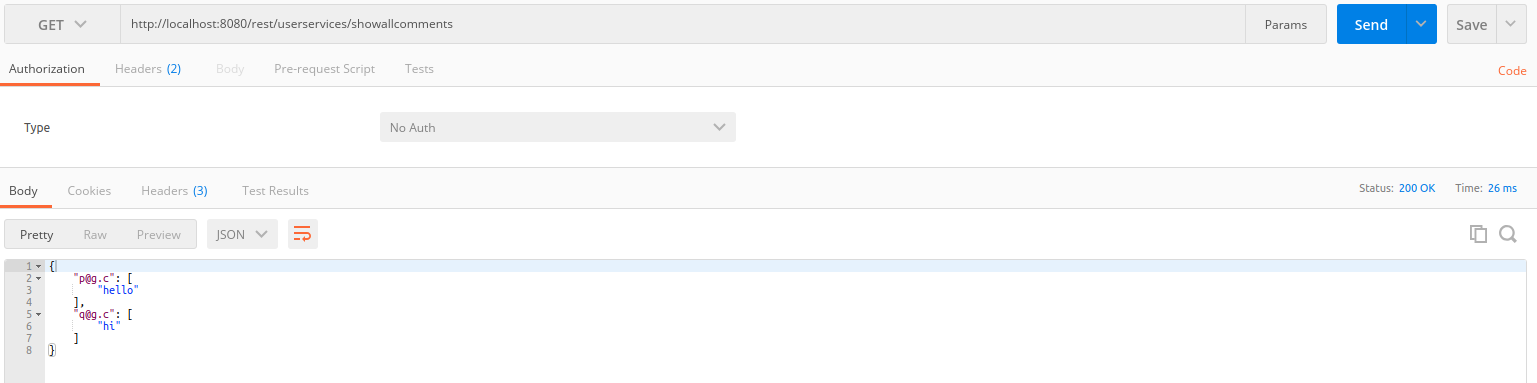 GET http://localhost:8080/rest/userservices/showallcomments Params Send Save
Authorization Headers (2) Body Pre-request Script Tests Code
Type No Auth
Body Cookies Headers (3) Test Results Status: 200 OK Time: 26 ms
Pretty Raw Preview JSON
1 {
2 "p@g.c": [
3 "hello"
4 ],
5 "q@g.c": [
6 "hi"
7 ]
8 }